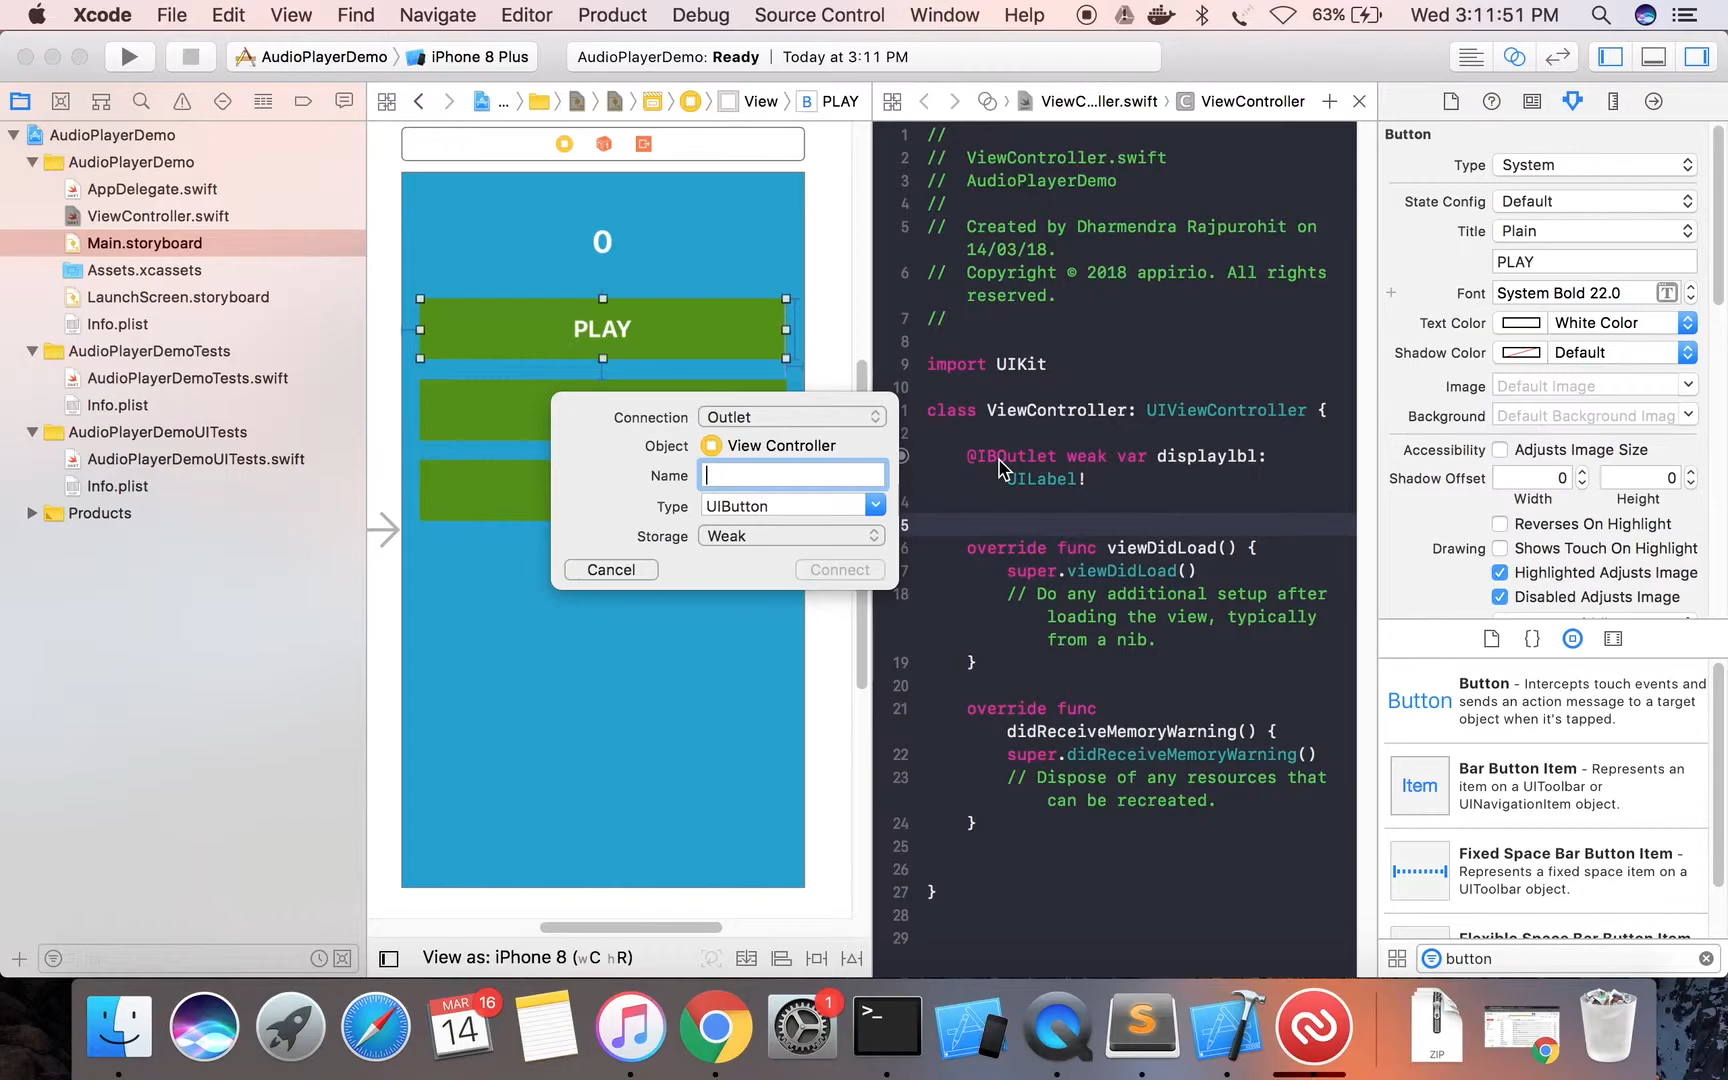 Xcode File Edit View Find Navigate Editor Product Debug Source Control Window Help 63% Wed 3:11:51 PM
AudioPlayerDemo iPhone 8 Plus AudioPlayerDemo: Ready | Today at 3:11 PM
... View B PLAY
ViewC...ller.swift C ViewController
AudioPlayerDemo
AudioPlayerDemo
AppDelegate.swift
ViewController.swift
Main.storyboard
Assets.xcassets
LaunchScreen.storyboard
Info.plist
AudioPlayerDemoTests
AudioPlayerDemoTests.swift
Info.plist
AudioPlayerDemoUITests
AudioPlayerDemoUITests.swift
Info.plist
Products
0
PLAY
Connection Outlet
Object View Controller
Name
Type UIButton
Storage Weak
Cancel Connect
View as: iPhone 8 (wC hR)
1 //
2 // ViewController.swift
3 // AudioPlayerDemo
4 //
5 // Created by Dharmendra Rajpurohit on
14/03/18.
6 // Copyright © 2018 appirio. All rights
reserved.
7 //
8
9 import UIKit
10
1 class ViewController: UIViewController {
2
@IBOutlet weak var displaylbl:
UILabel!
4
5
6 override func viewDidLoad() {
7 super.viewDidLoad()
18 // Do any additional setup after
loading the view, typically
from a nib.
19 }
20
21 override func
didReceiveMemoryWarning() {
22 super.didReceiveMemoryWarning()
23 // Dispose of any resources that
can be recreated.
24 }
25
26
27 }
28
29
Button
Type System
State Config Default
Title Plain
PLAY
Font System Bold 22.0 T
Text Color White Color
Shadow Color Default
Image Default Image
Background Default Background Imag
Accessibility Adjusts Image Size
Shadow Offset 0 0
Width Height
Reverses On Highlight
Drawing Shows Touch On Highlight
Highlighted Adjusts Image
Disabled Adjusts Image
Button Button - Intercepts touch events and
sends an action message to a target
object when it's tapped.
Item Bar Button Item - Represents an
item on a UIToolbar or
UINavigationItem object.
Fixed Space Bar Button Item -
Represents a fixed space item on a
UIToolbar object.
Flexible Space Bar Button Item
button
MAR 16
14
1
>_
S
ZIP